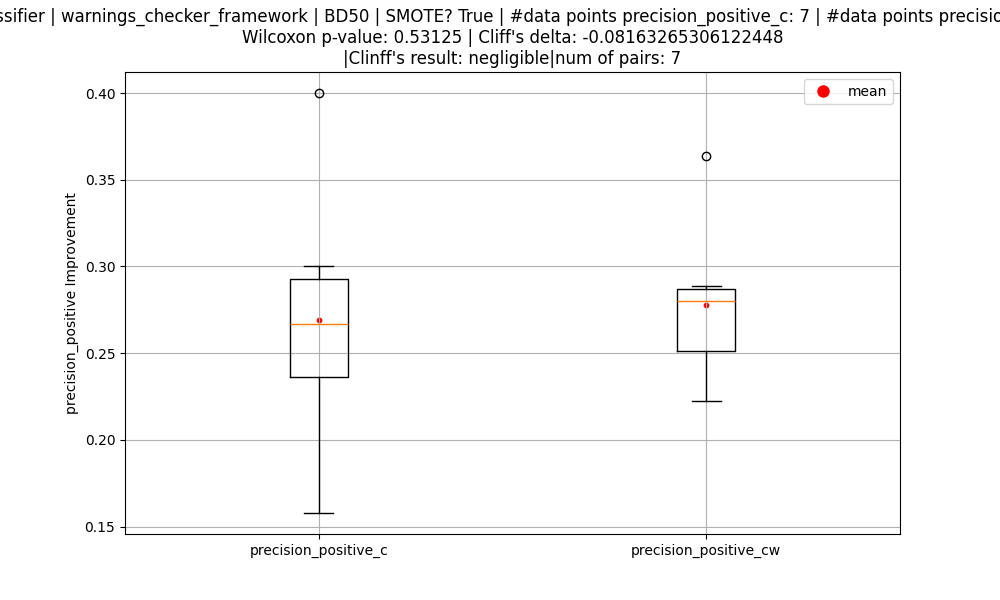 | warnings_checker_framework | BD50 | SMOTE? True | #data points precision_positive_c: 7 | #data points
Wilcoxon p-value: 0.53125 | Cliff's delta: -0.08163265306122448
|Clinff's result: negligible|num of pairs: 7
mean
0.40
0.35
0.30
0.25
0.20
0.15
precision_positive Improvement
precision_positive_c
precision_positive_cw